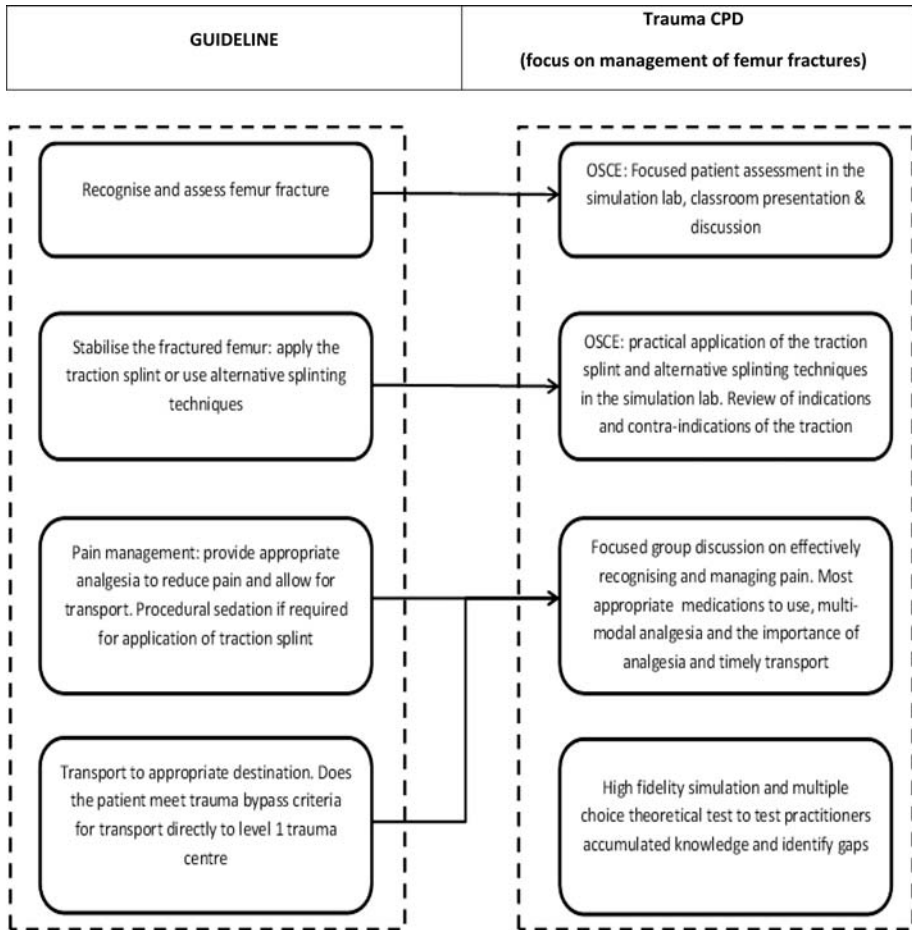 GUIDELINE
Trauma CPD
(focus on management of femur fractures)
Recognise and assess femur fracture
OSCE: Focused patient assessment in the
simulation lab, classroom presentation &
discussion
Stabilise the fractured femur: apply the
traction splint or use alternative splinting
techniques
OSCE: practical application of the traction
splint and alternative splinting techniques
in the simulation lab. Review of indications
and contra-indications of the traction
Pain management: provide appropriate
analgesia to reduce pain and allow for
transport. Procedural sedation if required
for application of traction splint
Focused group discussion on effectively
recognising and managing pain. Most
appropriate medications to use, multi-
modal analgesia and the importance of
analgesia and timely transport
Transport to appropriate destination. Does
the patient meet trauma bypass criteria
for transport directly to level 1 trauma
centre
High fidelity simulation and multiple
choice theoretical test to test practitioners
accumulated knowledge and identify gaps